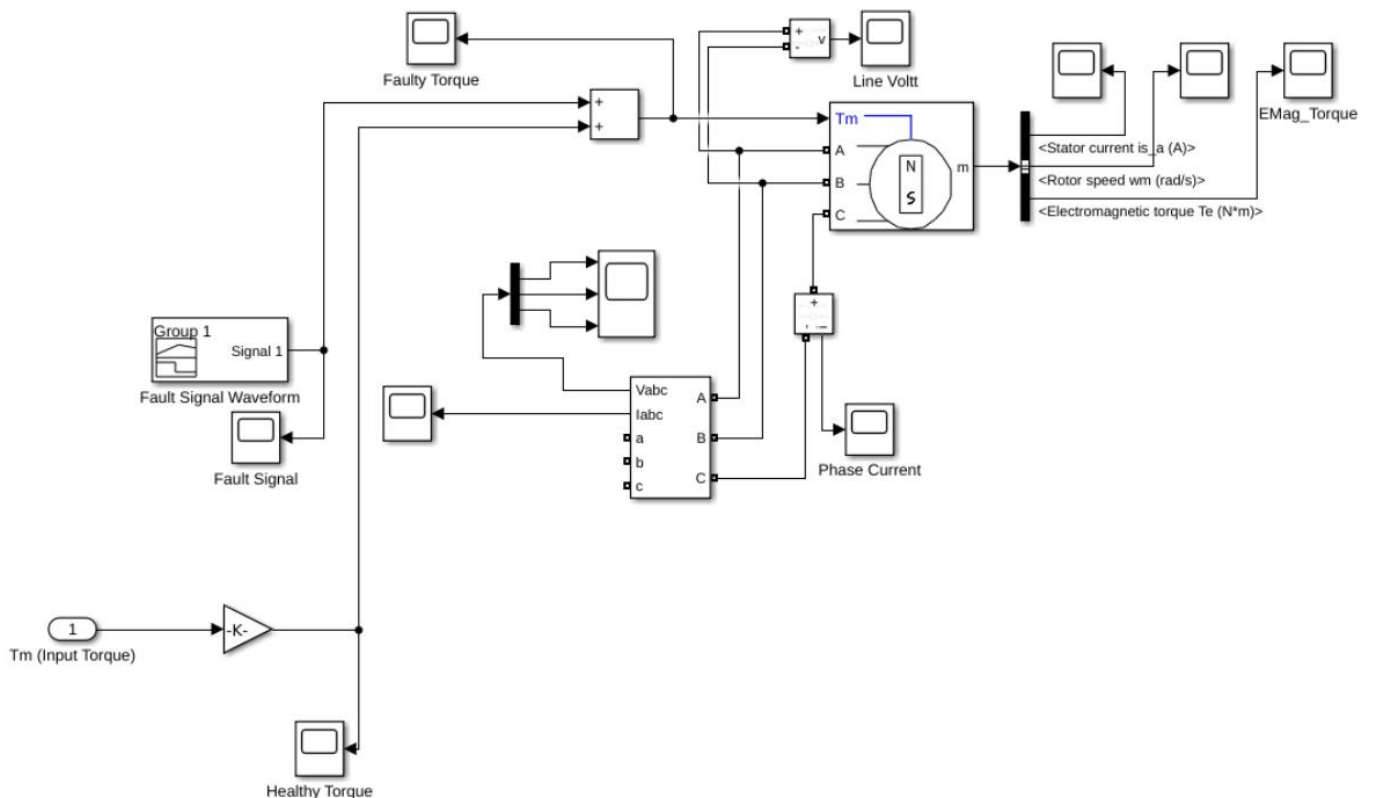 Faulty Torque
+
-
v
Line Voltt
+
+
Tm
A
B
C
N
S
m
EMag_Torque
<Stator current is_a (A)>
<Rotor speed wm (rad/s)>
<Electromagnetic torque Te (N*m)>
Group 1
Signal 1
Fault Signal Waveform
Fault Signal
Vabc
Iabc
a
b
c
A
B
C
+
Phase Current
1
Tm (Input Torque)
-K-
Healthy Torque